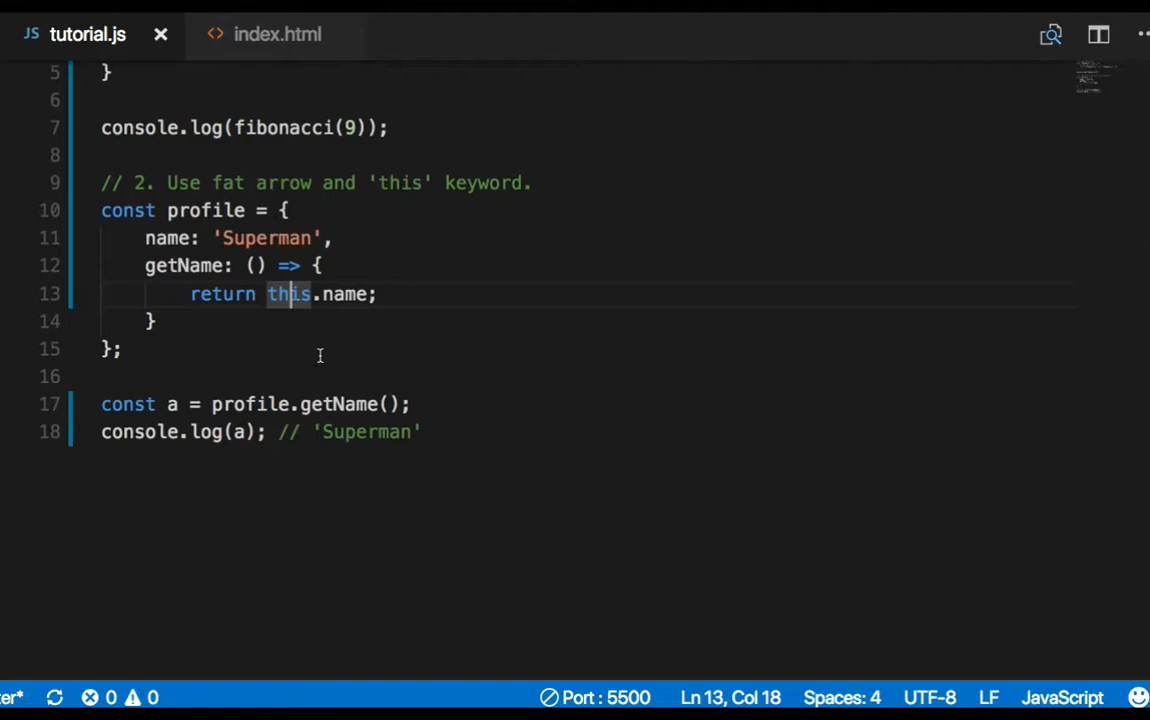 JS tutorial.js × <> index.html
5 }
6
7 console.log(fibonacci(9));
8
9 // 2. Use fat arrow and 'this' keyword.
10 const profile = {
11 name: 'Superman',
12 getName: () => {
13 return this.name;
14 }
15 };
16
17 const a = profile.getName();
18 console.log(a); // 'Superman'
ter* 0 0 Port : 5500 Ln 13, Col 18 Spaces: 4 UTF-8 LF JavaScript